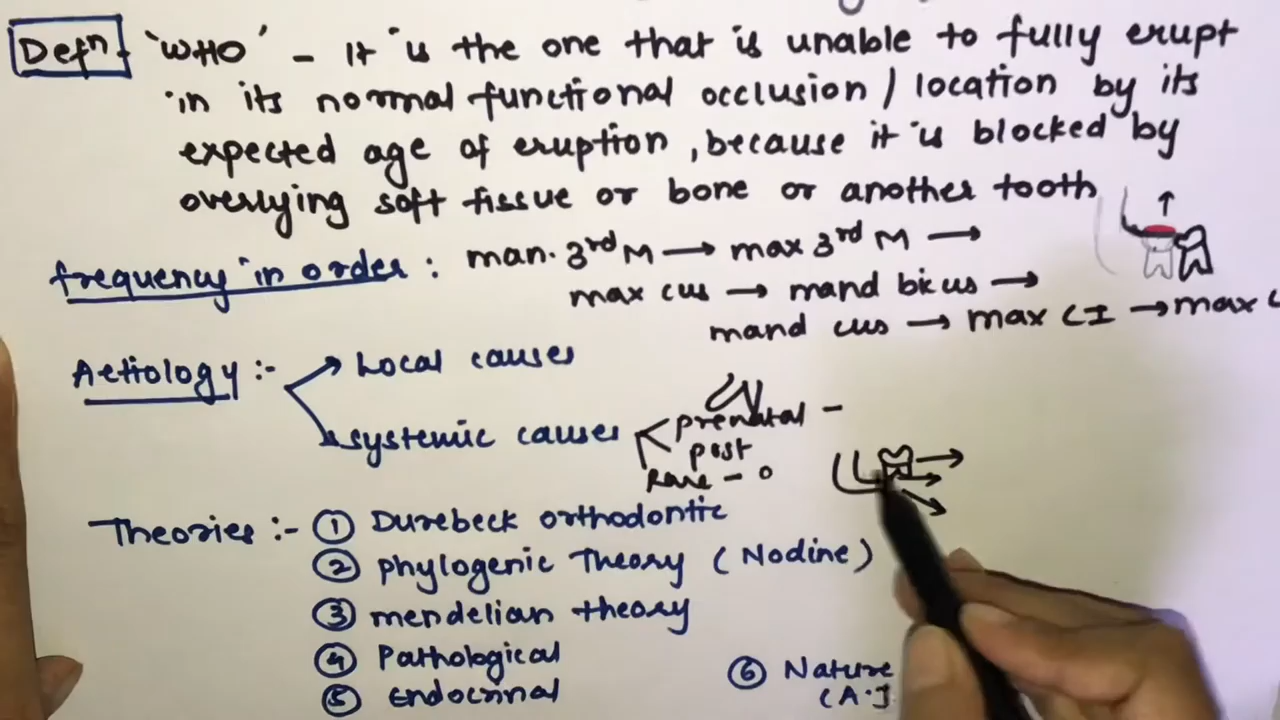 Defn - 'WHO' - It is the one that is unable to fully erupt
in its normal functional occlusion / location by its
expected age of eruption, because it is blocked by
overlying soft tissue or bone or another tooth
frequency in order : man. 3rd M → max 3rd M →
max cus → mand bicus →
mand cus → max CI → max
Aetiology :- Local causes
systemic causes prenatal -
post
Rare - o
Theories :- ① Durebeck orthodontic
② phylogenic Theory (Nodine)
③ mendelian theory
④ Pathological
⑤ Endocrinal
⑥ Nature
(A.J